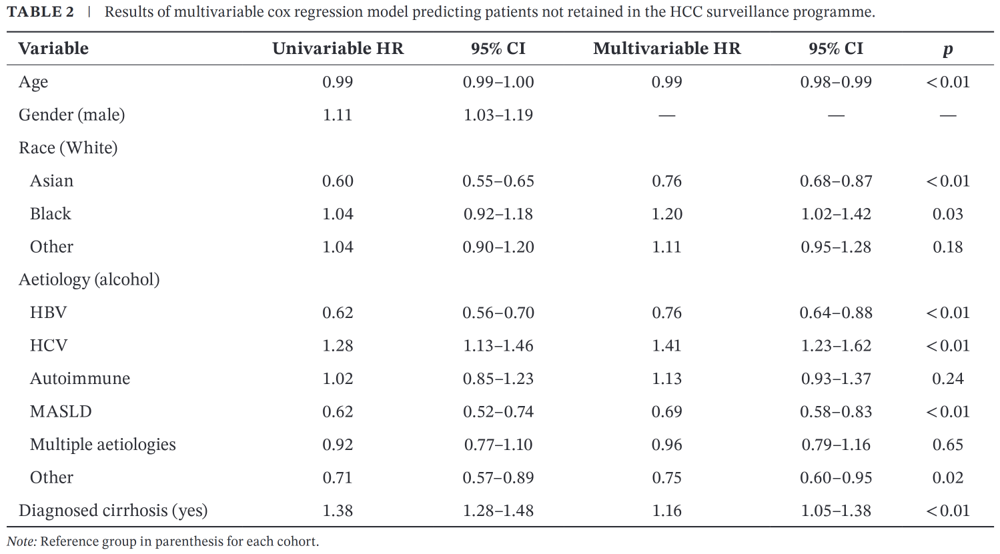 TABLE 2 | Results of multivariable cox regression model predicting patients not retained in the HCC surveillance programme.
Variable Univariable HR 95% CI Multivariable HR 95% CI p
Age 0.99 0.99–1.00 0.99 0.98–0.99 <0.01
Gender (male) 1.11 1.03–1.19 — — —
Race (White)
Asian 0.60 0.55–0.65 0.76 0.68–0.87 <0.01
Black 1.04 0.92–1.18 1.20 1.02–1.42 0.03
Other 1.04 0.90–1.20 1.11 0.95–1.28 0.18
Aetiology (alcohol)
HBV 0.62 0.56–0.70 0.76 0.64–0.88 <0.01
HCV 1.28 1.13–1.46 1.41 1.23–1.62 <0.01
Autoimmune 1.02 0.85–1.23 1.13 0.93–1.37 0.24
MASLD 0.62 0.52–0.74 0.69 0.58–0.83 <0.01
Multiple aetiologies 0.92 0.77–1.10 0.96 0.79–1.16 0.65
Other 0.71 0.57–0.89 0.75 0.60–0.95 0.02
Diagnosed cirrhosis (yes) 1.38 1.28–1.48 1.16 1.05–1.38 <0.01
Note: Reference group in parenthesis for each cohort.